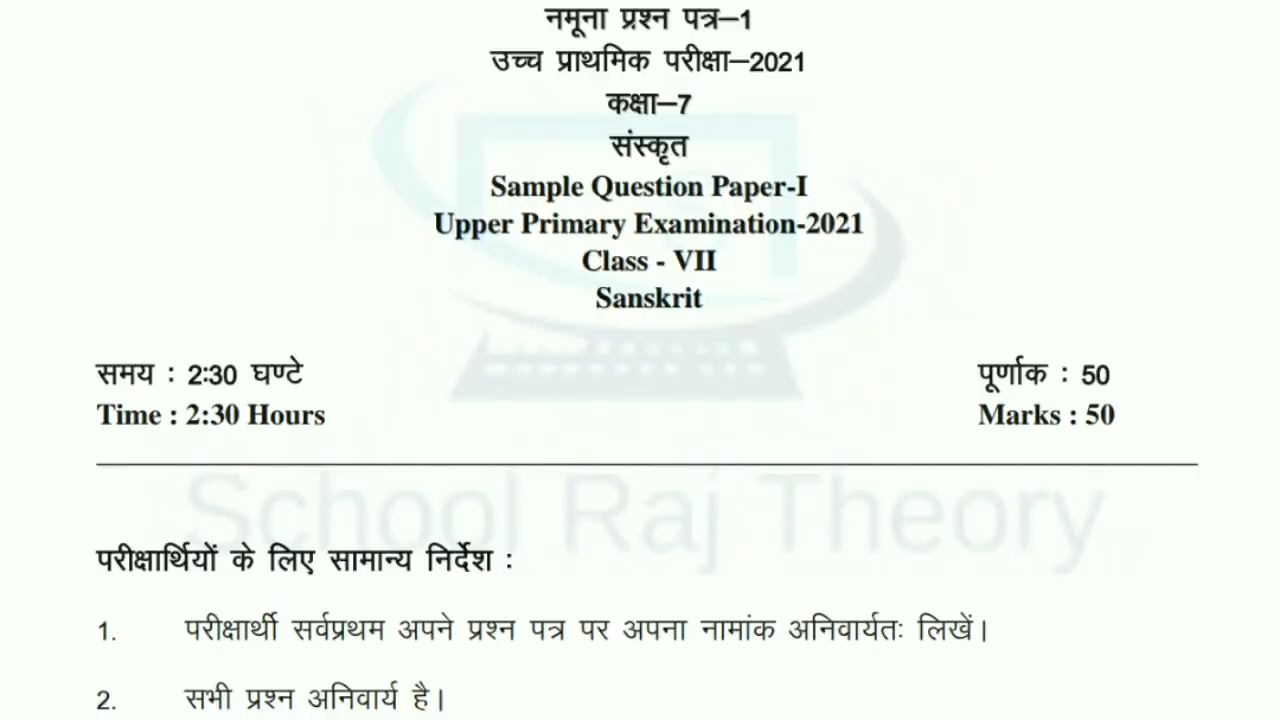 नमूना प्रश्न पत्र–1
उच्च प्राथमिक परीक्षा–2021
कक्षा–7
संस्कृत
Sample Question Paper-I
Upper Primary Examination-2021
Class - VII
Sanskrit
समय : 2:30 घण्टे
पूर्णाक : 50
Time : 2:30 Hours
Marks : 50
School Raj Theory
परीक्षार्थियों के लिए सामान्य निर्देश :
1. परीक्षार्थी सर्वप्रथम अपने प्रश्न पत्र पर अपना नामांक अनिवार्यतः लिखें।
2. सभी प्रश्न अनिवार्य है।